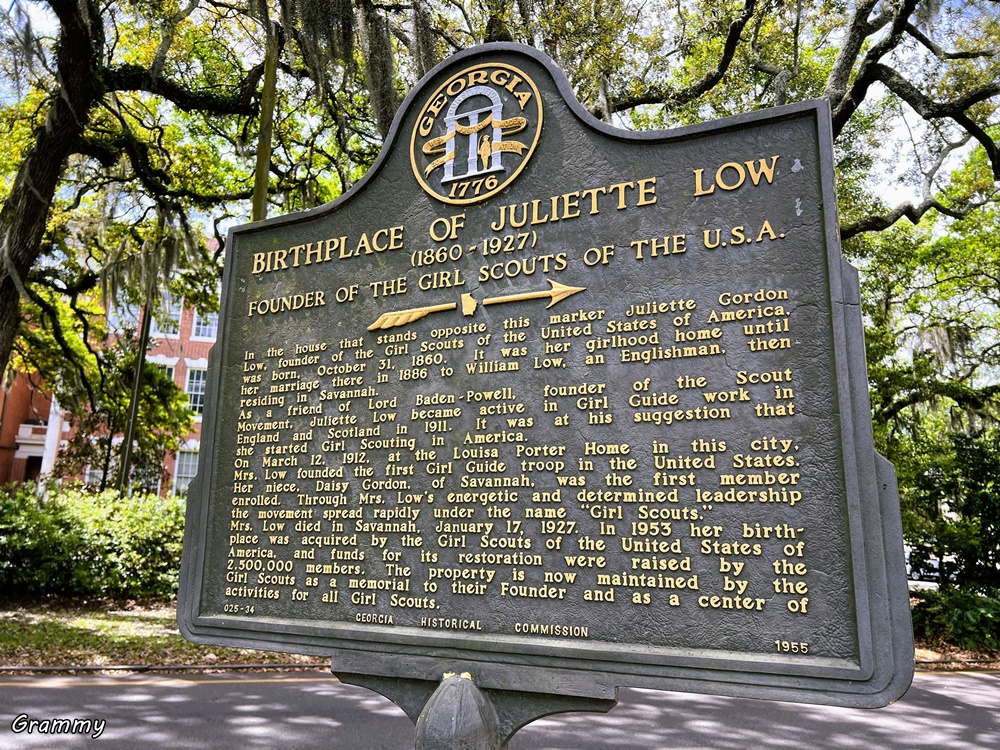 GEORGIA
1776
BIRTHPLACE OF JULIETTE LOW
(1860-1927)
FOUNDER OF THE GIRL SCOUTS OF THE U.S.A.
In the house that stands opposite this marker Juliette Gordon
Low, founder of the Girl Scouts of the United States of America,
was born, October 31, 1860. It was her girlhood home until
her marriage there in 1886 to William Low, an Englishman, then
residing in Savannah.
As a friend of Lord Baden-Powell, founder of the Scout
Movement, Juliette Low became active in Girl Guide work in
England and Scotland in 1911. It was at his suggestion that
she started Girl Scouting in America.
On March 12, 1912, at the Louisa Porter Home in this city,
Mrs. Low founded the first Girl Guide troop in the United States.
Her niece, Daisy Gordon, of Savannah, was the first member
enrolled. Through Mrs. Low's energetic and determined leadership
the movement spread rapidly under the name "Girl Scouts."
Mrs. Low died in Savannah, January 17, 1927. In 1953 her birth-
place was acquired by the Girl Scouts of the United States of
America, and funds for its restoration were raised by the
2,500,000 members. The property is now maintained by the
Girl Scouts as a memorial to their Founder and as a center of
activities for all Girl Scouts.
025-34
GEORGIA HISTORICAL COMMISSION
1955
Grammy